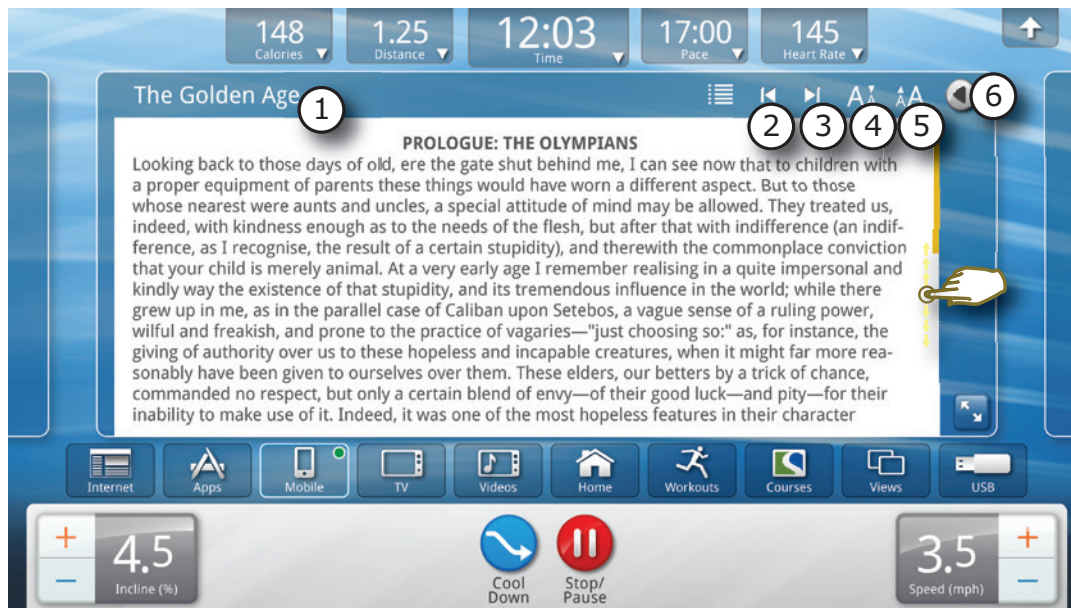 148
Calories
1.25
Distance
12:03
Time
17:00
Pace
145
Heart Rate
The Golden Age
1
2
3
4
5
6
A A
A A
PROLOGUE: THE OLYMPIANS
Looking back to those days of old, ere the gate shut behind me, I can see now that to children with
a proper equipment of parents these things would have worn a different aspect. But to those
whose nearest were aunts and uncles, a special attitude of mind may be allowed. They treated us,
indeed, with kindness enough as to the needs of the flesh, but after that with indifference (an indif-
ference, as I recognise, the result of a certain stupidity), and therewith the commonplace conviction
that your child is merely animal. At a very early age I remember realising in a quite impersonal and
kindly way the existence of that stupidity, and its tremendous influence in the world; while there
grew up in me, as in the parallel case of Caliban upon Setebos, a vague sense of a ruling power,
wilful and freakish, and prone to the practice of vagaries—"just choosing so:" as, for instance, the
giving of authority over us to these hopeless and incapable creatures, when it might far more rea-
sonably have been given to ourselves over them. These elders, our betters by a trick of chance,
commanded no respect, but only a certain blend of envy—of their good luck—and pity—for their
inability to make use of it. Indeed, it was one of the most hopeless features in their character
Internet
Apps
Mobile
TV
Videos
Home
Workouts
Courses
Views
USB
+
4.5
−
Incline (%)
Cool
Down
Stop/
Pause
3.5
Speed (mph)
+
−